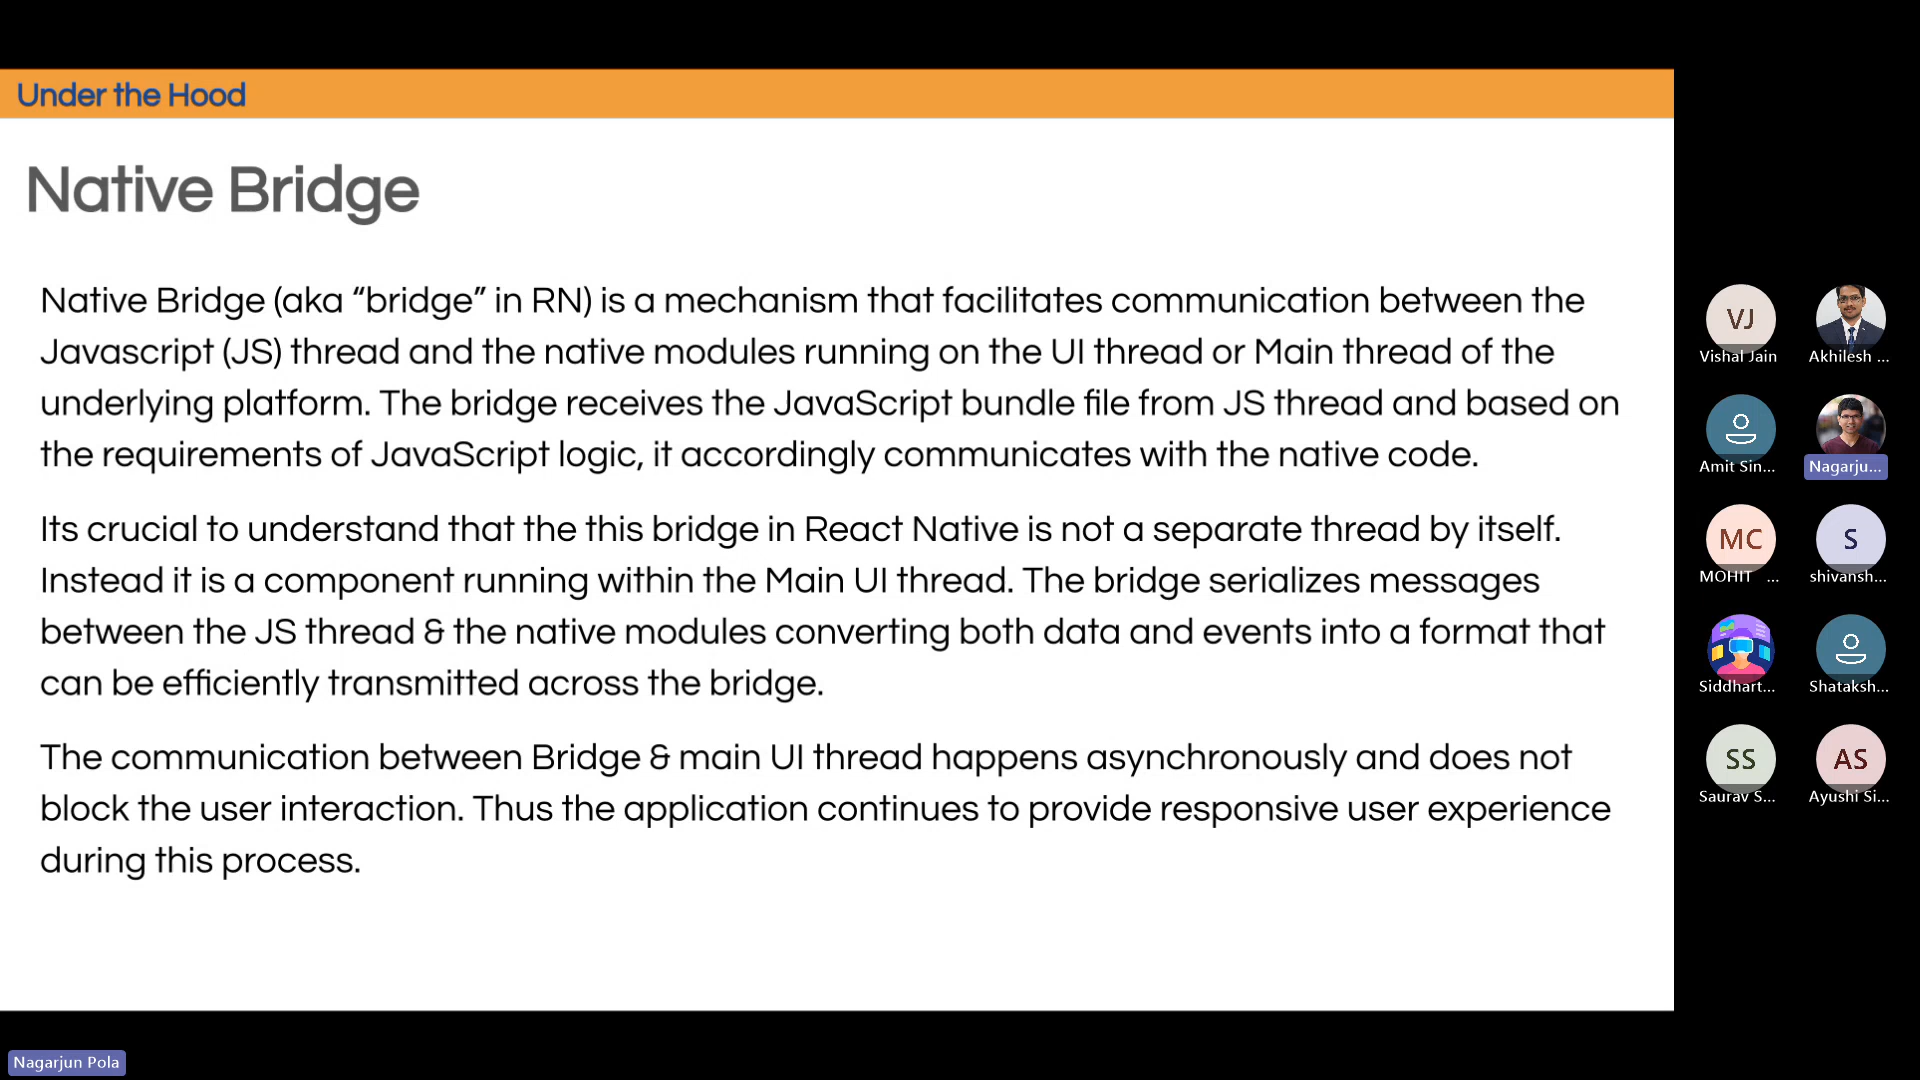 Under the Hood
Native Bridge
Native Bridge (aka “bridge” in RN) is a mechanism that facilitates communication between the
Javascript (JS) thread and the native modules running on the UI thread or Main thread of the
underlying platform. The bridge receives the JavaScript bundle file from JS thread and based on
the requirements of JavaScript logic, it accordingly communicates with the native code.
Its crucial to understand that the this bridge in React Native is not a separate thread by itself.
Instead it is a component running within the Main UI thread. The bridge serializes messages
between the JS thread & the native modules converting both data and events into a format that
can be efficiently transmitted across the bridge.
The communication between Bridge & main UI thread happens asynchronously and does not
block the user interaction. Thus the application continues to provide responsive user experience
during this process.
VJ
Vishal Jain
Akhilesh ...
Amit Sin...
Nagarju...
MC
MOHIT ...
S
shivansh...
Siddhart...
Shataksh...
SS
Saurav S...
AS
Ayushi Si...
Nagarjun Pola